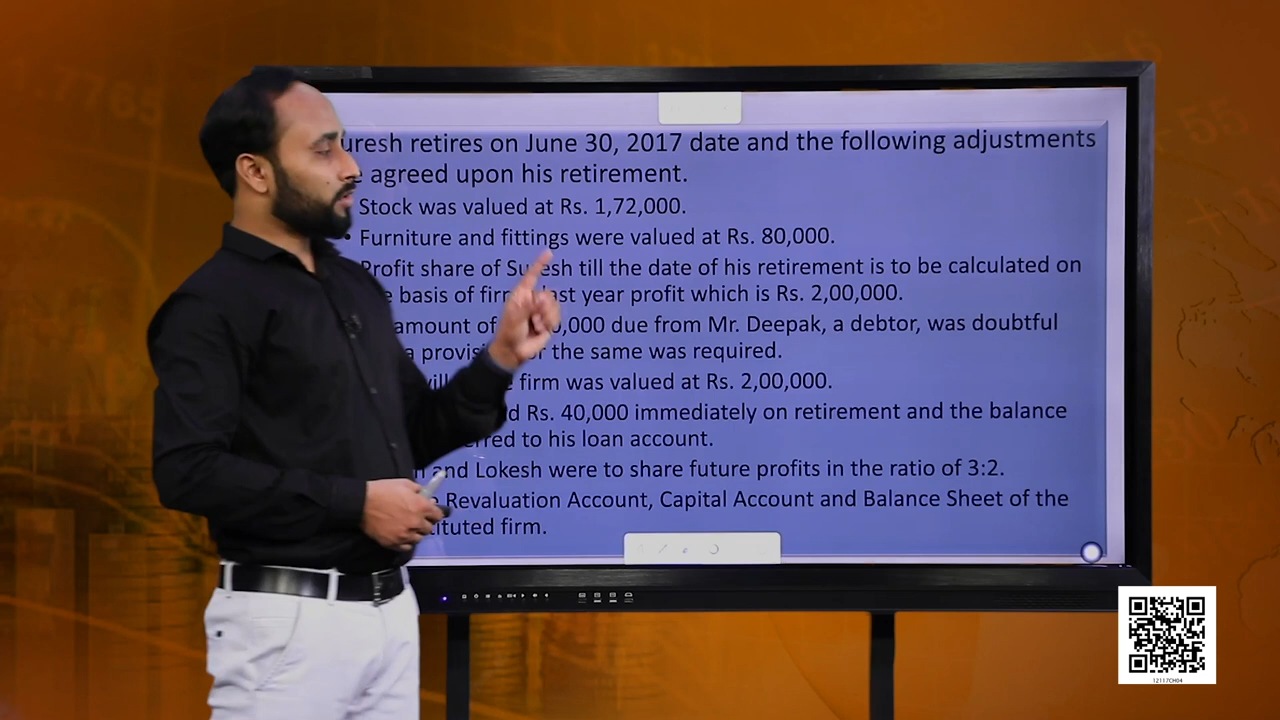 uresh retires on June 30, 2017 date and the following adjustments
e agreed upon his retirement.
Stock was valued at Rs. 1,72,000.
• Furniture and fittings were valued at Rs. 80,000.
Profit share of Suresh till the date of his retirement is to be calculated on
e basis of firm last year profit which is Rs. 2,00,000.
amount of 0,000 due from Mr. Deepak, a debtor, was doubtful
a provisi r the same was required.
will e firm was valued at Rs. 2,00,000.
d Rs. 40,000 immediately on retirement and the balance
erred to his loan account.
n and Lokesh were to share future profits in the ratio of 3:2.
Revaluation Account, Capital Account and Balance Sheet of the
tituted firm.
12117CH04